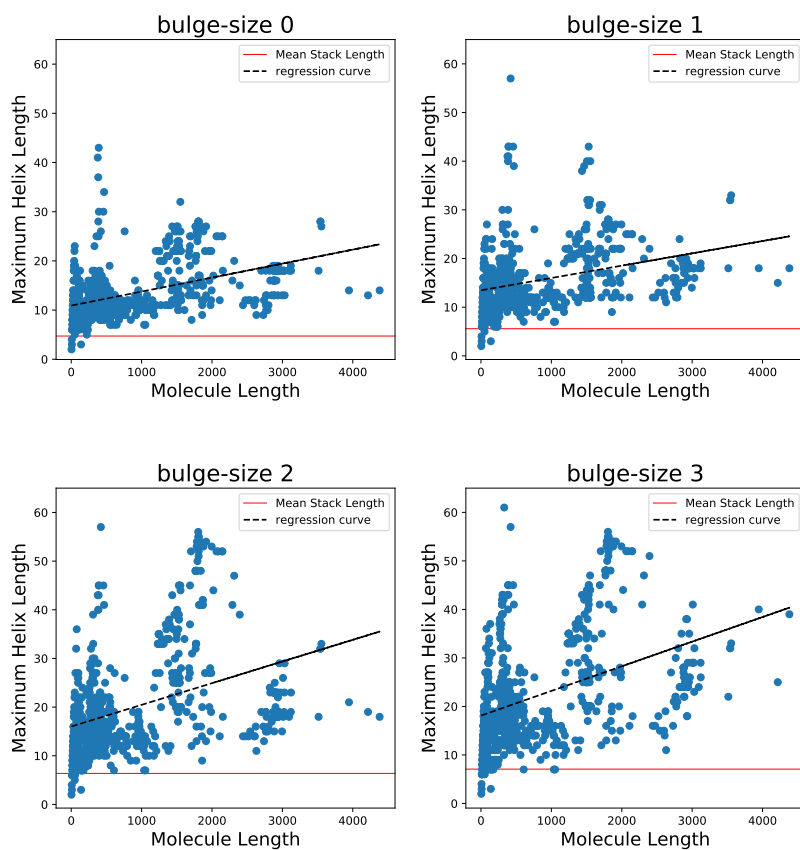 bulge-size 0
Maximum Helix Length
60
50
40
30
20
10
0
Mean Stack Length
regression curve
0 1000 2000 3000 4000
Molecule Length
bulge-size 1
Maximum Helix Length
60
50
40
30
20
10
0
Mean Stack Length
regression curve
0 1000 2000 3000 4000
Molecule Length
bulge-size 2
Maximum Helix Length
60
50
40
30
20
10
0
Mean Stack Length
regression curve
0 1000 2000 3000 4000
Molecule Length
bulge-size 3
Maximum Helix Length
60
50
40
30
20
10
0
Mean Stack Length
regression curve
0 1000 2000 3000 4000
Molecule Length